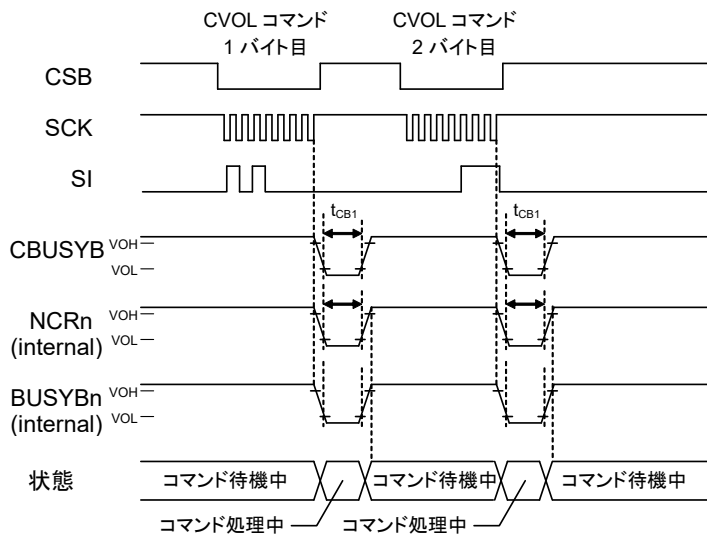 CVOL コマンド
1 バイト目
CVOL コマンド
2 バイト目
CSB
SCK
SI
tCB1
tCB1
CBUSYB
VOH
VOL
NCRn
(internal)
VOH
VOL
BUSYBn
(internal)
VOH
VOL
状態
コマンド待機中
コマンド待機中
コマンド待機中
コマンド処理中
コマンド処理中